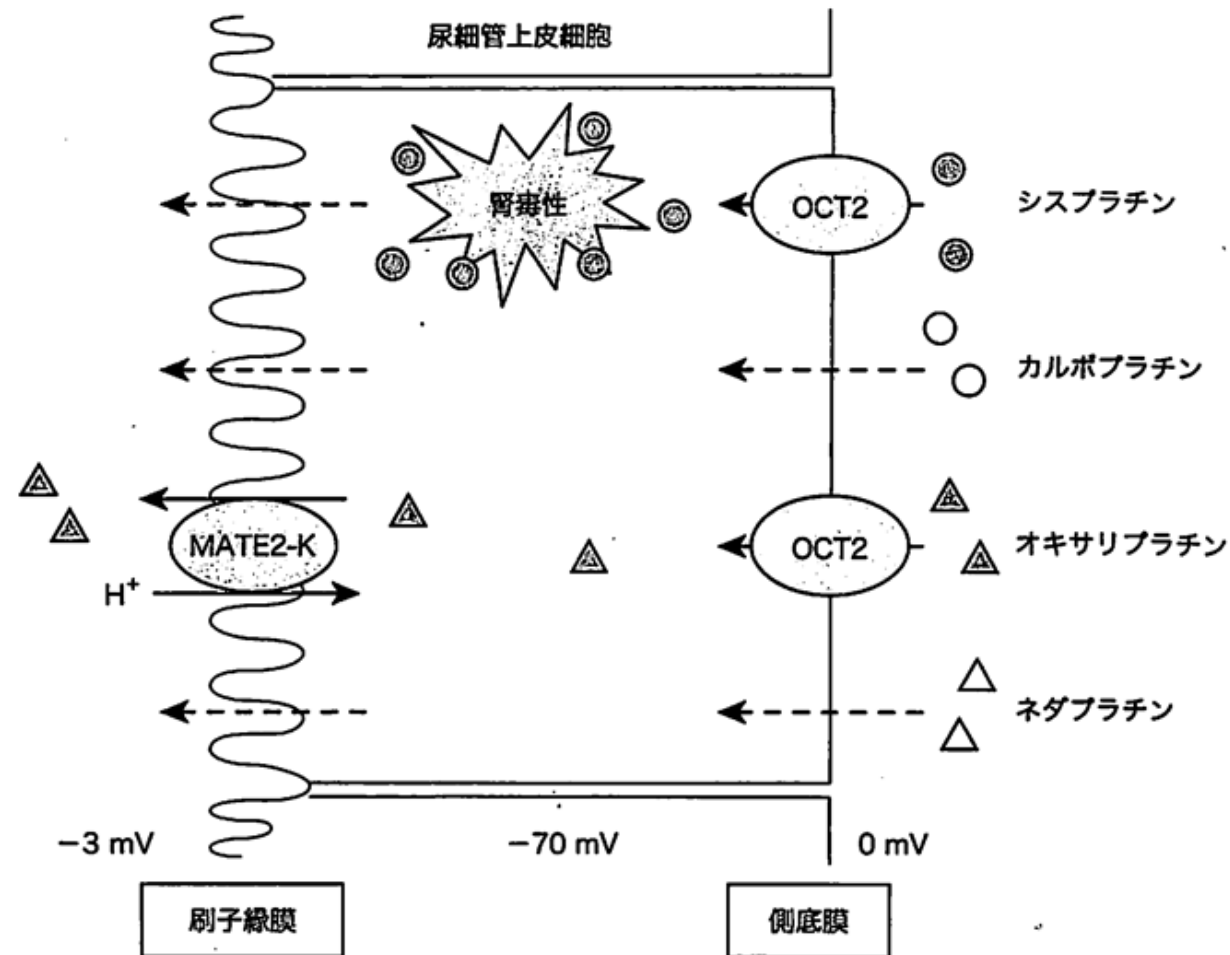 尿細管上皮細胞
腎毒性
OCT2
シスプラチン
カルボプラチン
MATE2-K
OCT2
オキサリプラチン
H⁺
ネダプラチン
−3 mV
−70 mV
0 mV
刷子縁膜
側底膜